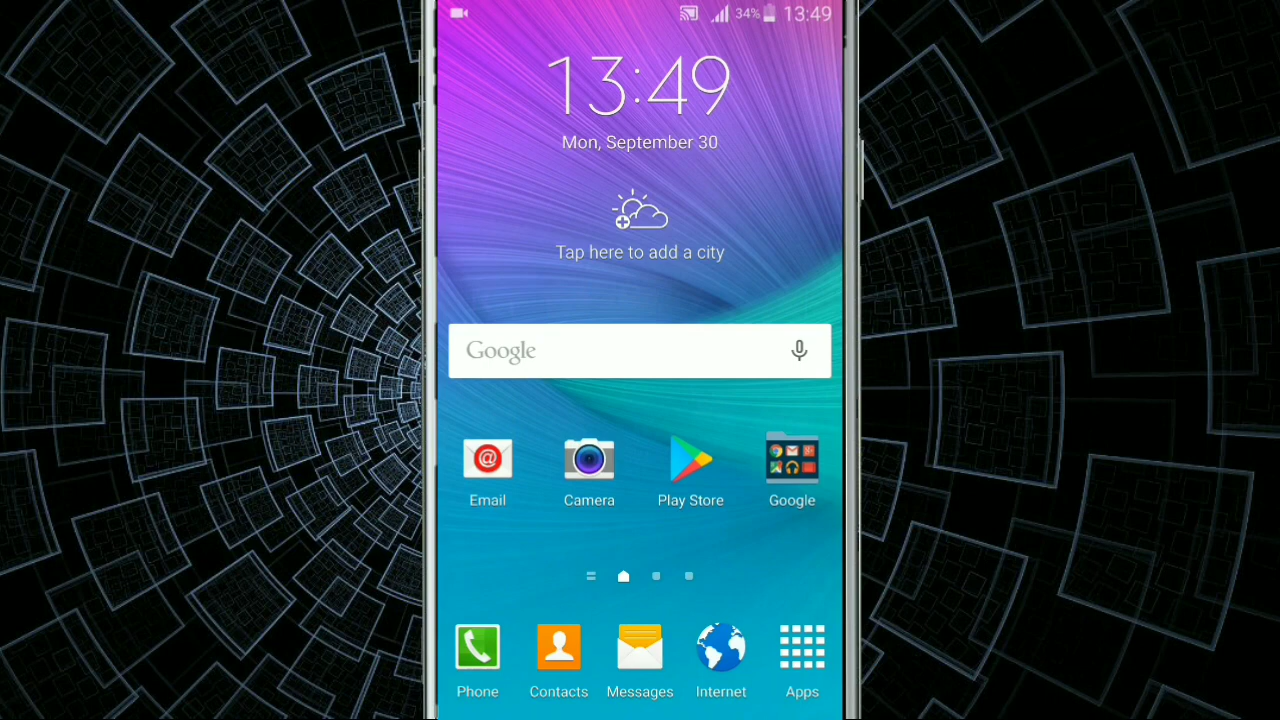 34% 13:49
13:49
Mon, September 30
Tap here to add a city
Google
Email Camera Play Store Google
Phone Contacts Messages Internet Apps